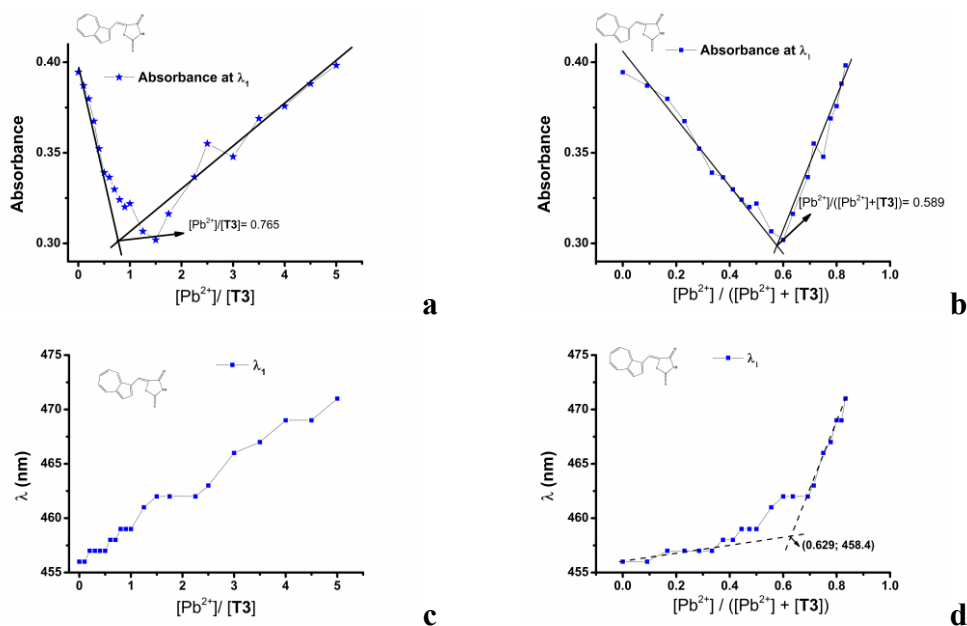 Absorbance at λ1
0.40
0.35
0.30
Absorbance
[Pb2+]/[T3]= 0.765
0 1 2 3 4 5
[Pb2+]/ [T3]
a
Absorbance at λ1
0.40
0.35
0.30
Absorbance
[Pb2+]/([Pb2+]+[T3])= 0.589
0.0 0.2 0.4 0.6 0.8 1.0
[Pb2+] / ([Pb2+] + [T3])
b
475
470
465
460
455
λ (nm)
λ1
0 1 2 3 4 5
[Pb2+]/ [T3]
c
475
470
465
460
455
λ (nm)
λ1
(0.629; 458.4)
0.0 0.2 0.4 0.6 0.8 1.0
[Pb2+] / ([Pb2+] + [T3])
d